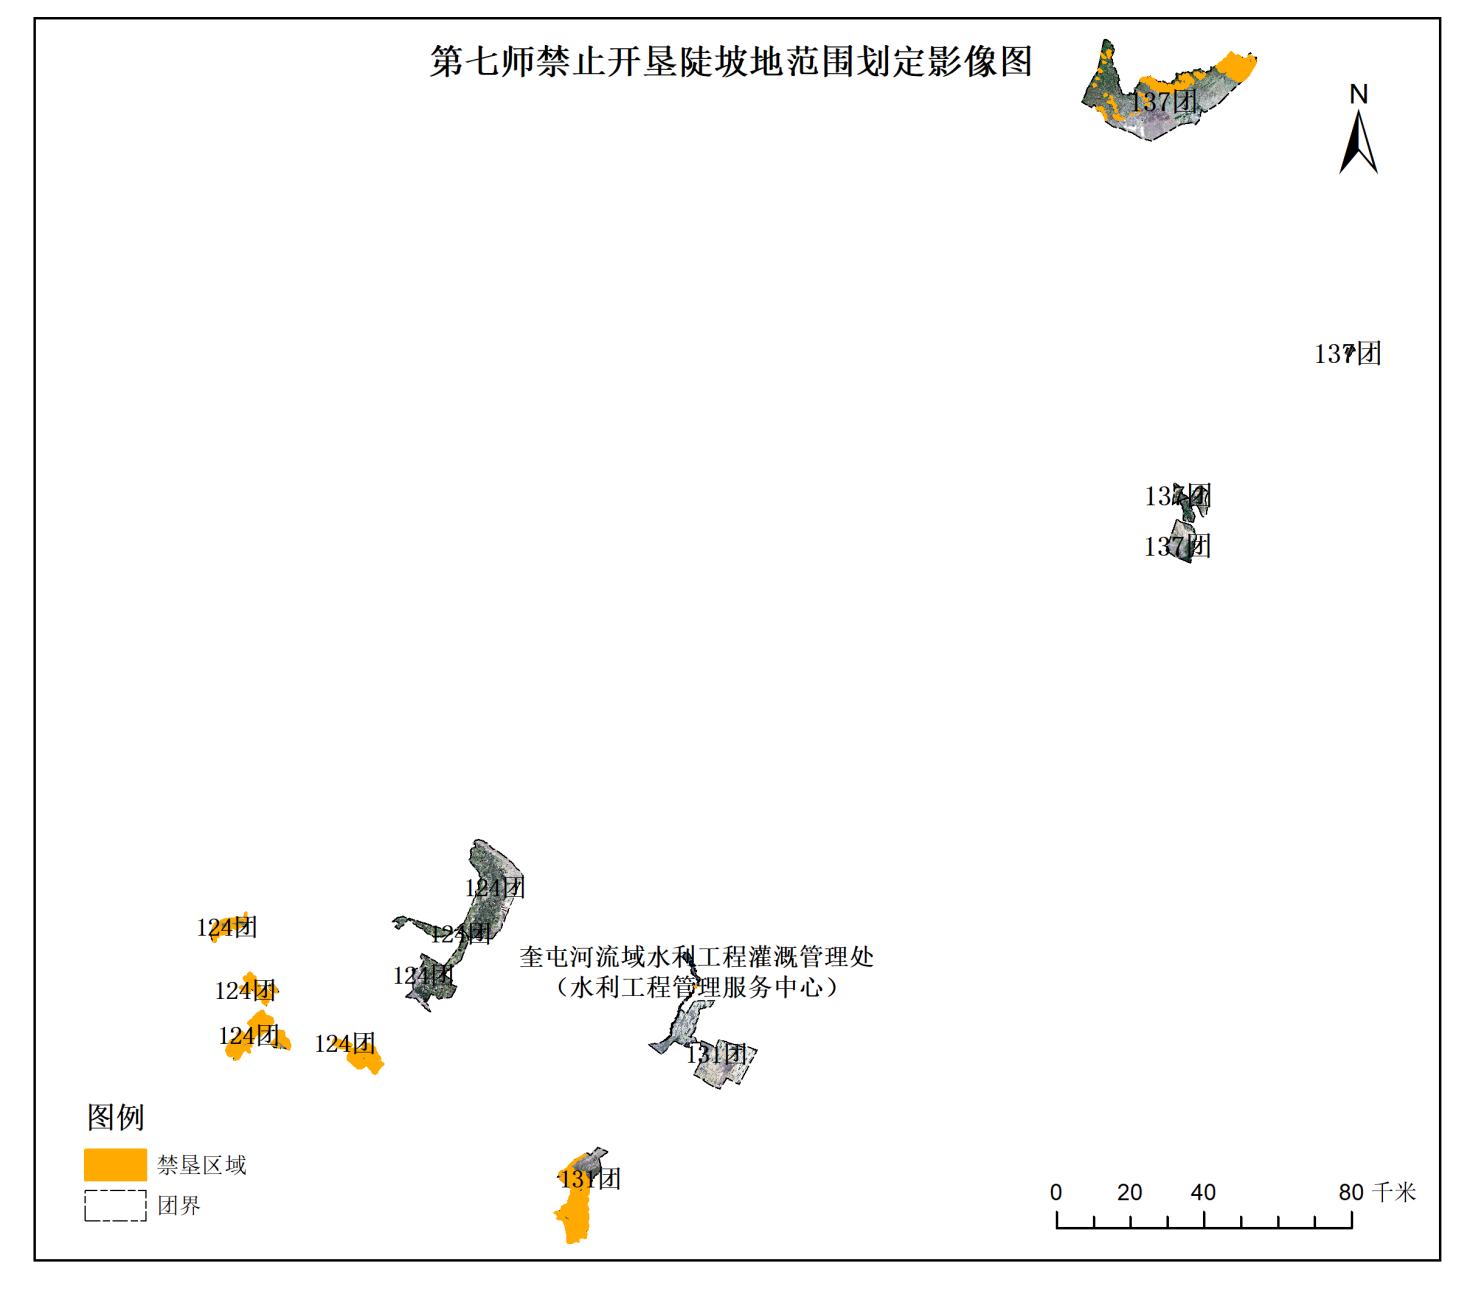 第七师禁止开垦陡坡地范围划定影像图
137团
N
137团
137团
137团
124团
124团
124团
124团
奎屯河流域水利工程灌溉管理处
（水利工程管理服务中心）
124团
124团
124团
131团
图例
禁垦区域
团界
131团
0 20 40 80 千米